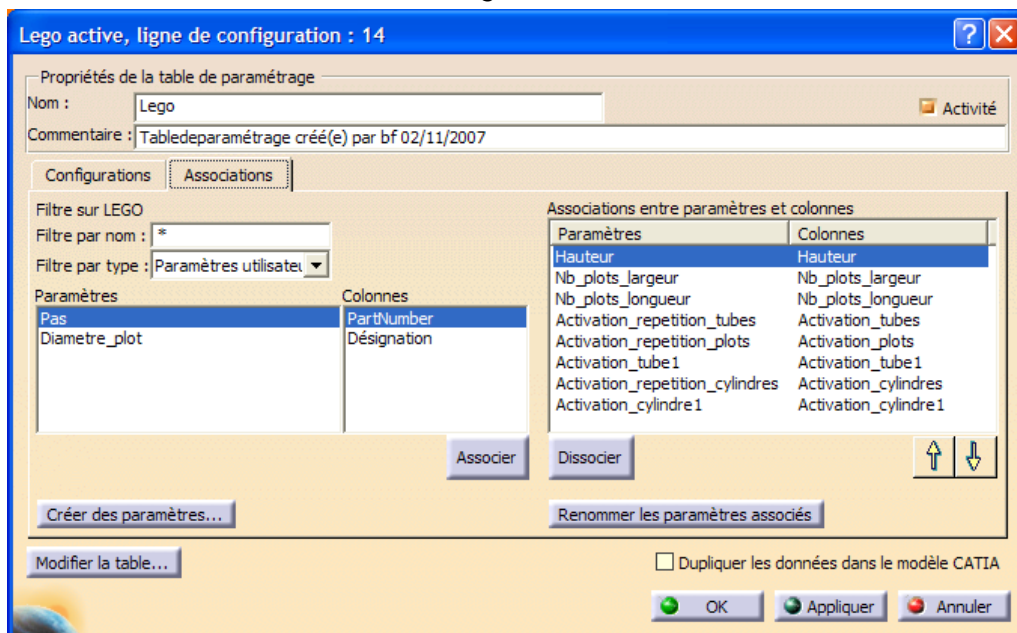 Lego active, ligne de configuration : 14
?
Propriétés de la table de paramétrage
Nom :
Lego
Activité
Commentaire :
Tabledeparamétrage créé(e) par bf 02/11/2007
Configurations
Associations
Filtre sur LEGO
Filtre par nom :
*
Filtre par type :
Paramètres utilisateu
Paramètres
Colonnes
Pas
PartNumber
Diametre_plot
Désignation
Associer
Créer des paramètres...
Associations entre paramètres et colonnes
Paramètres
Colonnes
Hauteur
Hauteur
Nb_plots_largeur
Nb_plots_largeur
Nb_plots_longueur
Nb_plots_longueur
Activation_repetition_tubes
Activation_tubes
Activation_repetition_plots
Activation_plots
Activation_tube1
Activation_tube1
Activation_repetition_cylindres
Activation_cylindres
Activation_cylindre1
Activation_cylindre1
Dissocier
Renommer les paramètres associés
Modifier la table...
Dupliquer les données dans le modèle CATIA
OK
Appliquer
Annuler